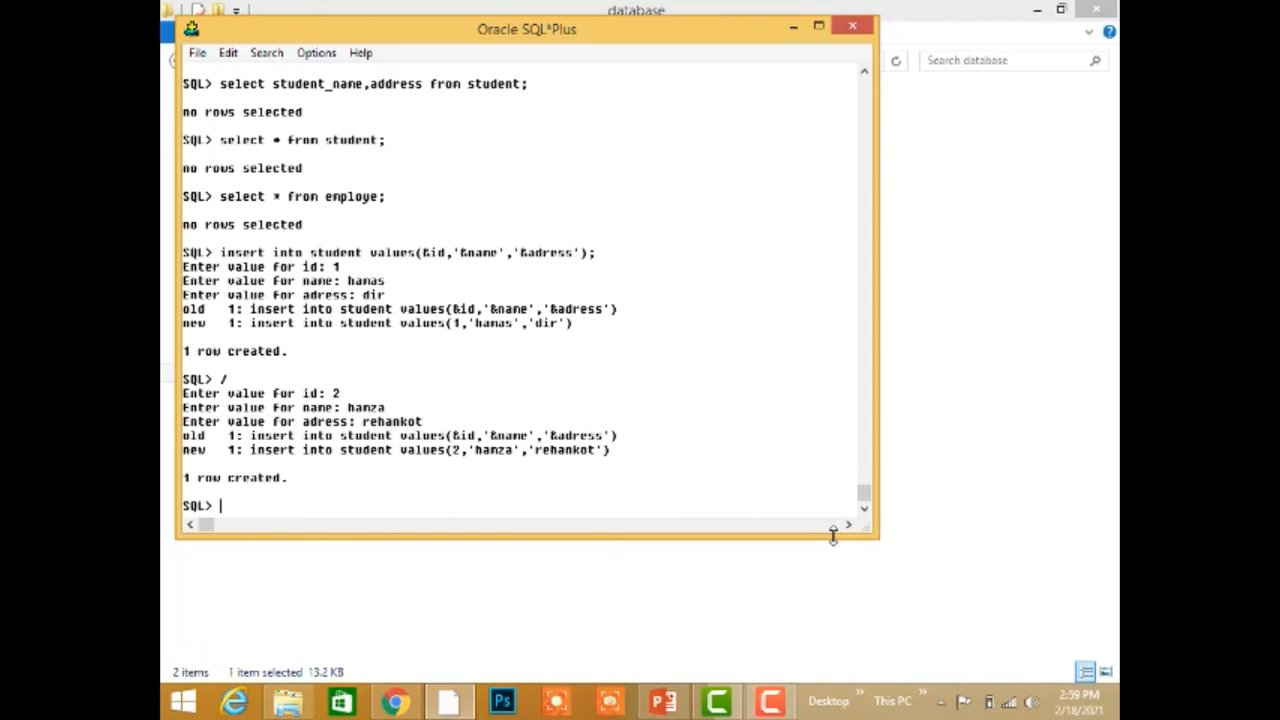 database
Oracle SQL*Plus
File Edit Search Options Help
Search database
SQL> select student_name,address from student;
no rows selected
SQL> select * from student;
no rows selected
SQL> select * from employe;
no rows selected
SQL> insert into student values(&id,'&name','&adress');
Enter value for id: 1
Enter value for name: hamas
Enter value for adress: dir
old 1: insert into student values(&id,'&name','&adress')
new 1: insert into student values(1,'hamas','dir')
1 row created.
SQL> /
Enter value for id: 2
Enter value for name: hamza
Enter value for adress: rehankot
old 1: insert into student values(&id,'&name','&adress')
new 1: insert into student values(2,'hamza','rehankot')
1 row created.
SQL>
2 items 1 item selected 13.2 KB
Ps
Desktop » This PC »
2:59 PM
2/18/2021